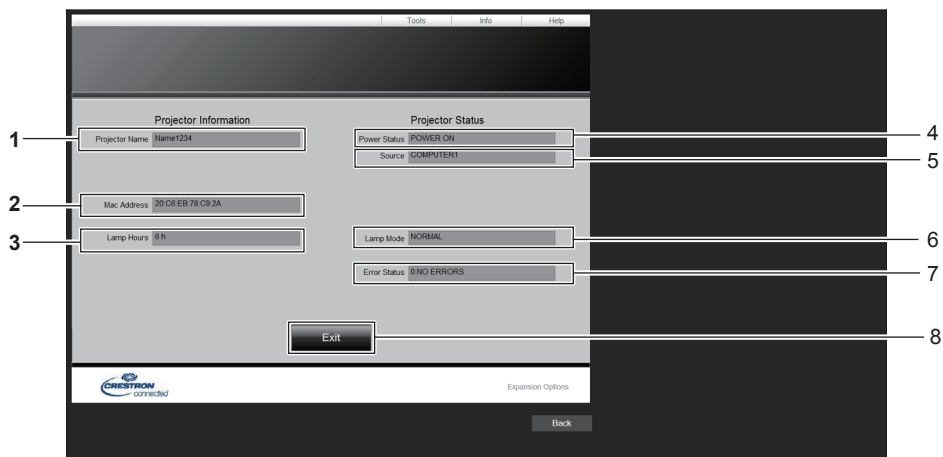 Tools Info Help
Projector Information Projector Status
1 Projector Name Name1234 Power Status POWER ON 4
Source COMPUTER1 5
2 Mac Address 20:C6:EB:78:C9:2A
3 Lamp Hours 6 h Lamp Mode NORMAL 6
Error Status 0:NO ERRORS 7
Exit 8
CRESTRON connected Expansion Options
Back